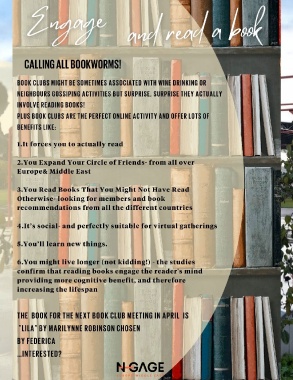 Engage and read a book
CALLING ALL BOOKWORMS!
BOOK CLUBS MIGHT BE SOMETIMES ASSOCIATED WITH WINE DRINKING OR
NEIGHBOURS GOSSIPING ACTIVITIES BUT SURPRISE, SURPRISE THEY ACTUALLY
INVOLVE READING BOOKS!
PLUS BOOK CLUBS ARE THE PERFECT ONLINE ACTIVITY AND OFFER LOTS OF
BENEFITS LIKE:
1.It forces you to actually read
2.You Expand Your Circle of Friends- from all over
Europe& Middle East
3.You Read Books That You Might Not Have Read
Otherwise- looking for members and book
recommendations from all the different countries
4.It's social- and perfectly suitable for virtual gatherings
5.You'll learn new things.
6.You might live longer (not kidding!)- the studies
confirm that reading books engage the reader's mind
providing more cognitive benefit, and therefore
increasing the lifespan
THE BOOK FOR THE NEXT BOOK CLUB MEETING IN APRIL IS
"LILA" BY MARILYNNE ROBINSON CHOSEN
BY FEDERICA
...INTERESTED?
N·GAGE